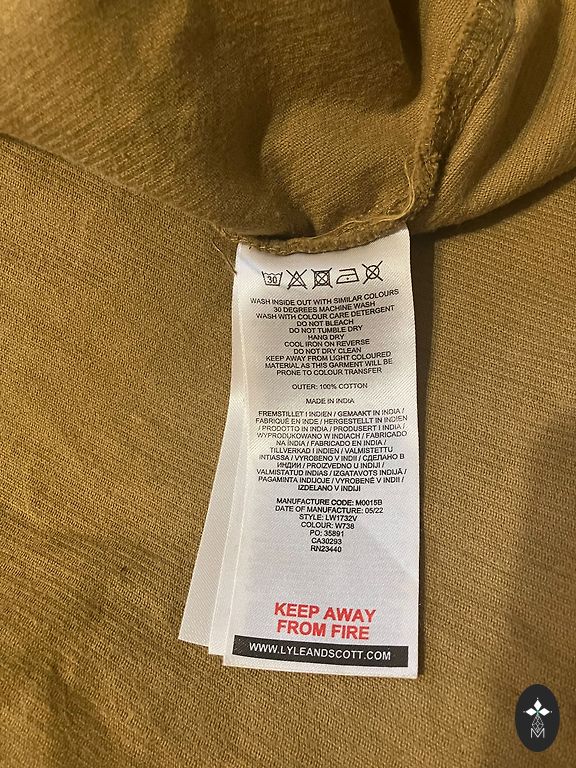 30
WASH INSIDE OUT WITH SIMILAR COLOURS
30 DEGREES MACHINE WASH
WASH WITH COLOUR CARE DETERGENT
DO NOT BLEACH
DO NOT TUMBLE DRY
HANG DRY
COOL IRON ON REVERSE
DO NOT DRY CLEAN
KEEP AWAY FROM LIGHT COLOURED
MATERIAL AS THIS GARMENT WILL BE
PRONE TO COLOUR TRANSFER
OUTER: 100% COTTON
MADE IN INDIA
FREMSTILLET I INDIEN / GEMAAKT IN INDIA /
FABRIQUÉ EN INDE / HERGESTELLT IN INDIEN
/ PRODOTTO IN INDIA / PRODUSERT I INDIA /
WYPRODUKOWANO W INDIACH / FABRICADO
NA ÍNDIA / FABRICADO EN INDIA /
TILLVERKAD I INDIEN / VALMISTETTU
INTIASSA / VYROBENO V INDII / СДЕЛАНО В
ИНДИИ / PROIZVEDNO U INDIJI /
VALMISTATUD INDIAS / IZGATAVOTS INDIJĀ /
PAGAMINTA INDIJOJE / VYROBENÉ V INDII /
IZDELANO V INDIJI
MANUFACTURE CODE: M0015B
DATE OF MANUFACTURE: 05/22
STYLE: LW1732V
COLOUR: W738
PO: 35891
CA30293
RN23440
KEEP AWAY
FROM FIRE
WWW.LYLEANDSCOTT.COM
M